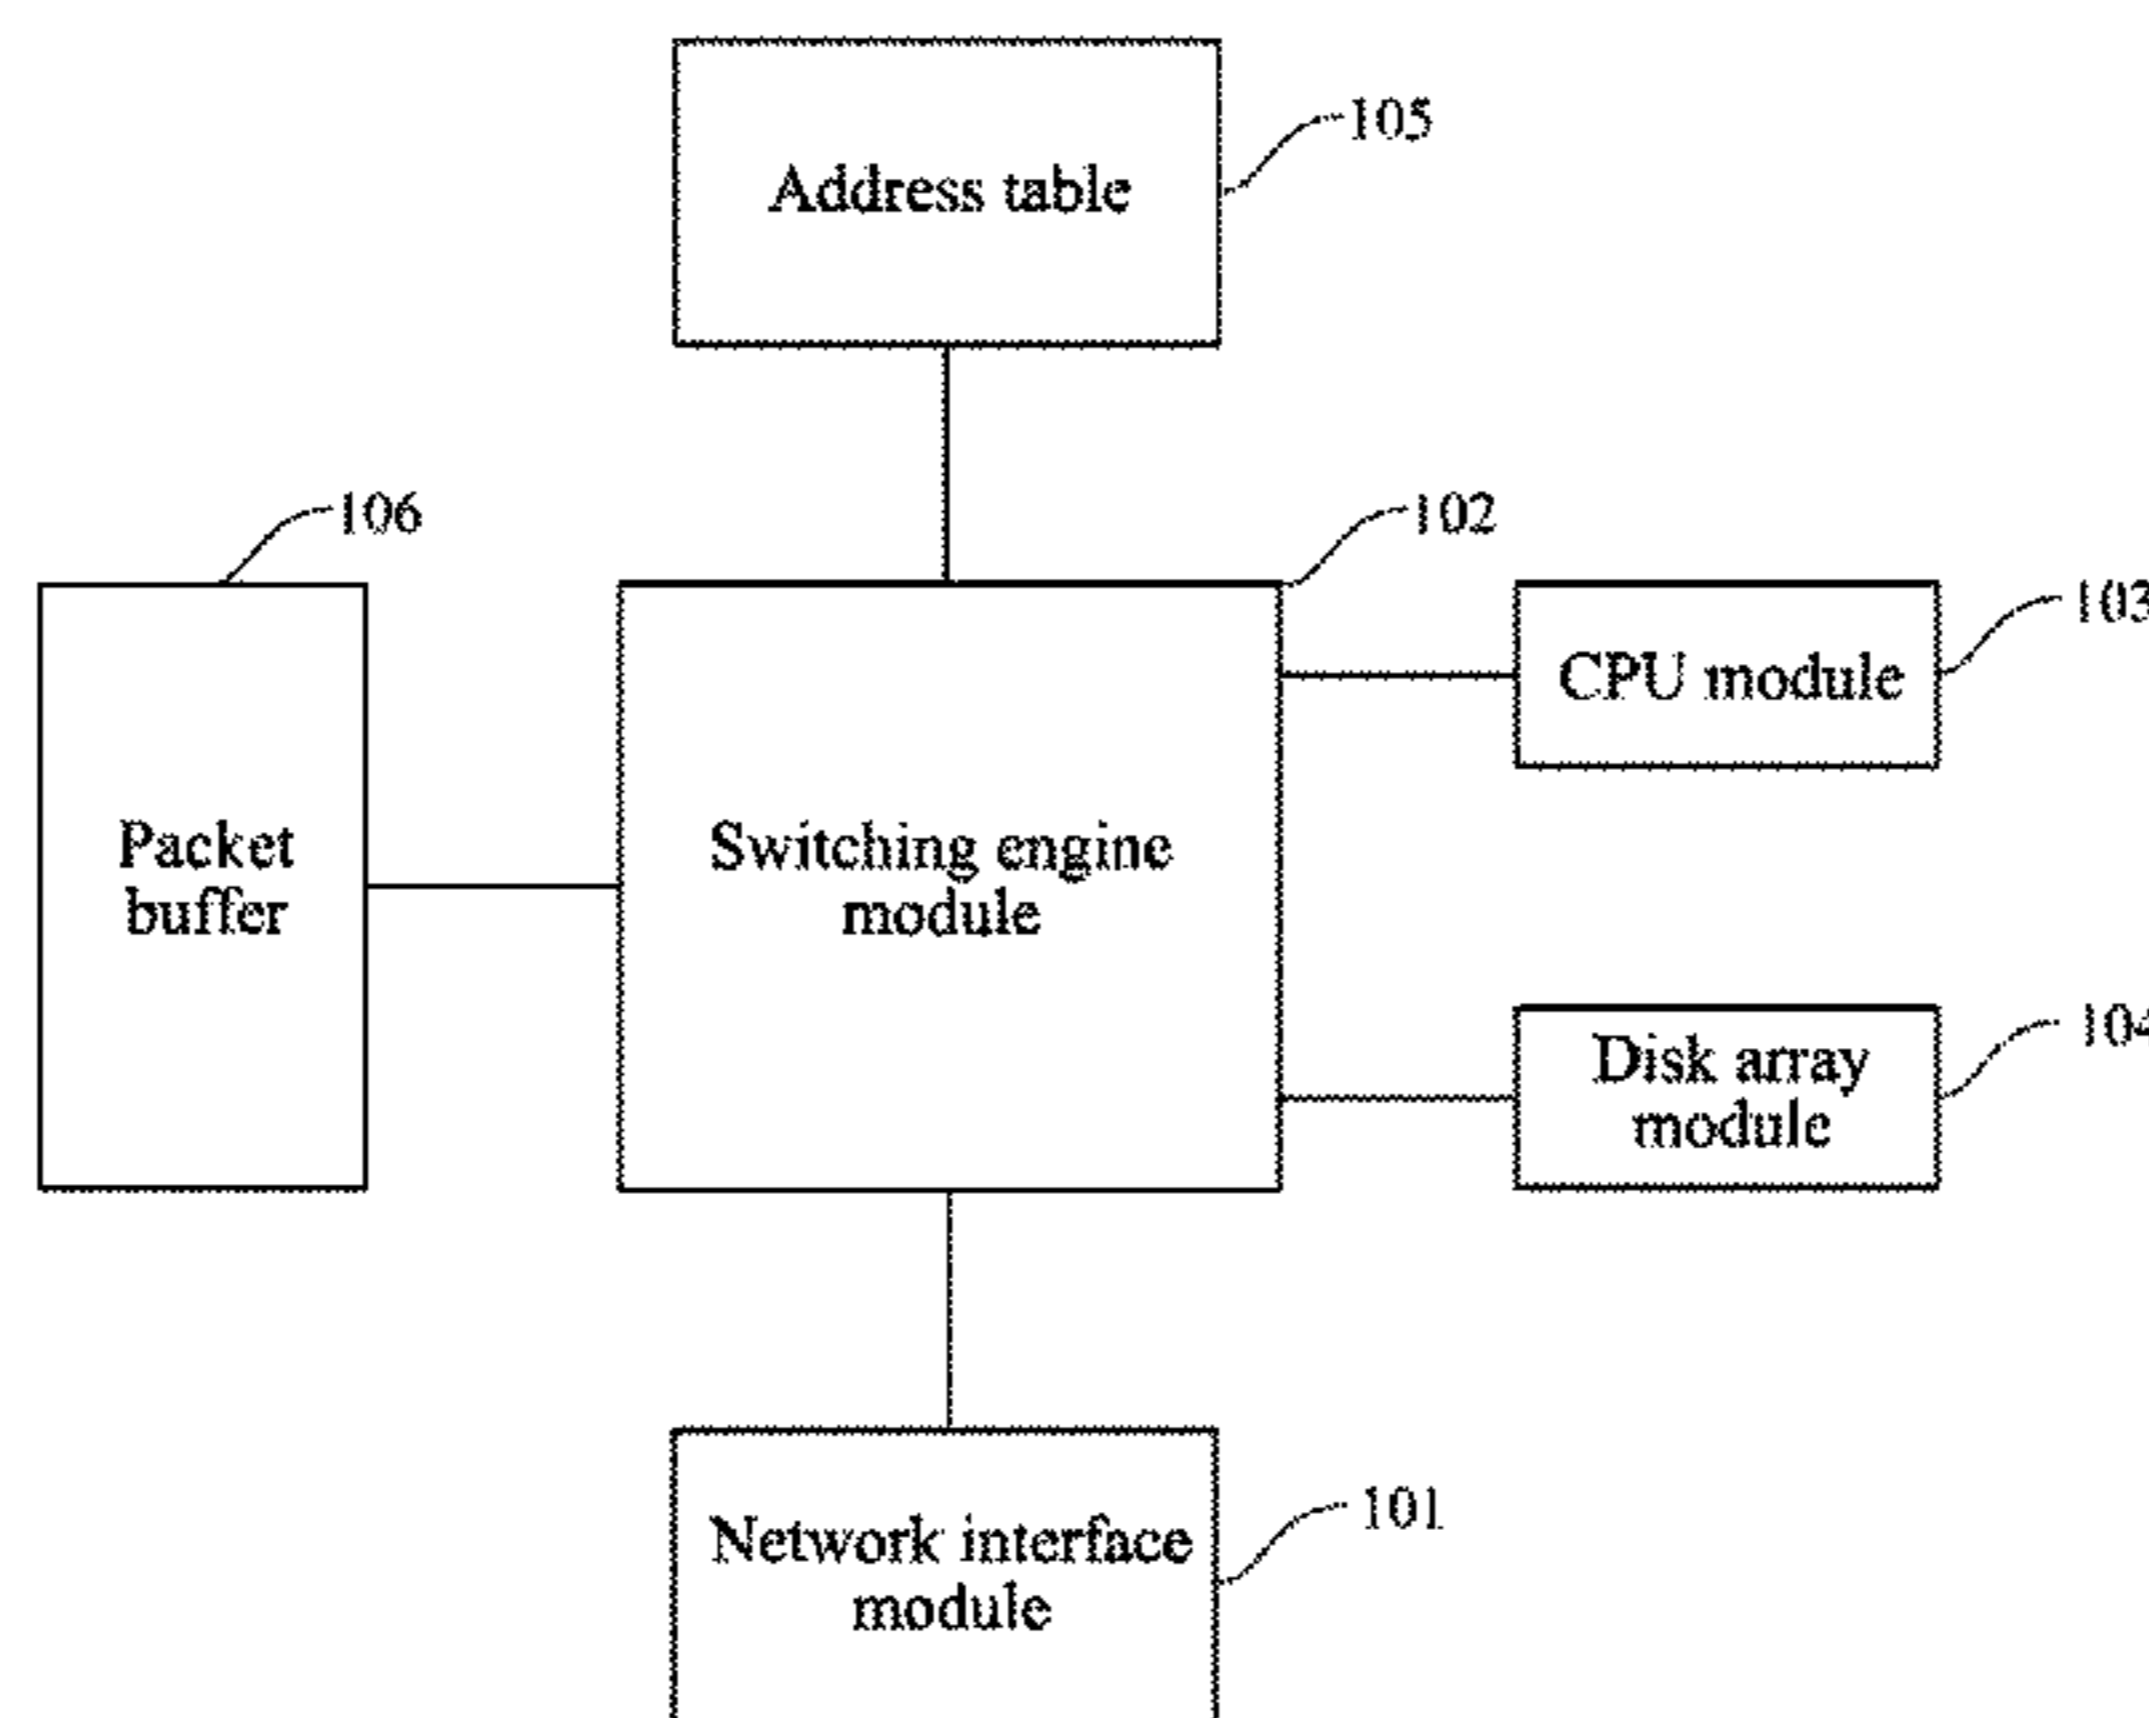 105
Address table
106
102
103
CPU module
Packet
buffer
Switching engine
module
104
Disk array
module
101
Network interface
module